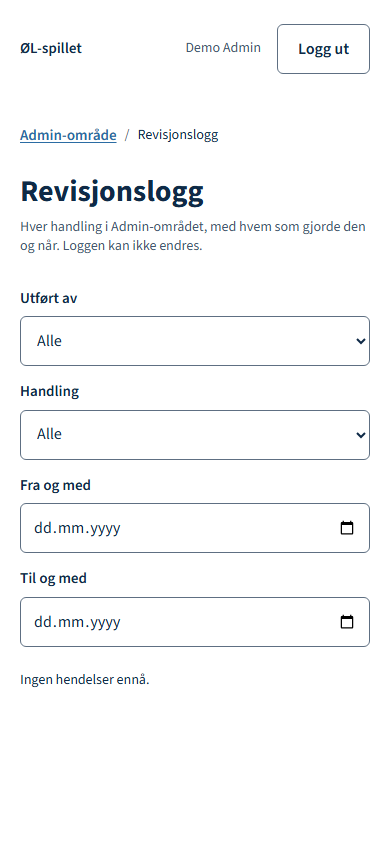 ØL-spillet
Demo Admin
Logg ut
Admin-område / Revisjonslogg
Revisjonslogg
Hver handling i Admin-området, med hvem som gjorde den
og når. Loggen kan ikke endres.
Utført av
Alle
Handling
Alle
Fra og med
dd.mm.yyyy
Til og med
dd.mm.yyyy
Ingen hendelser ennå.